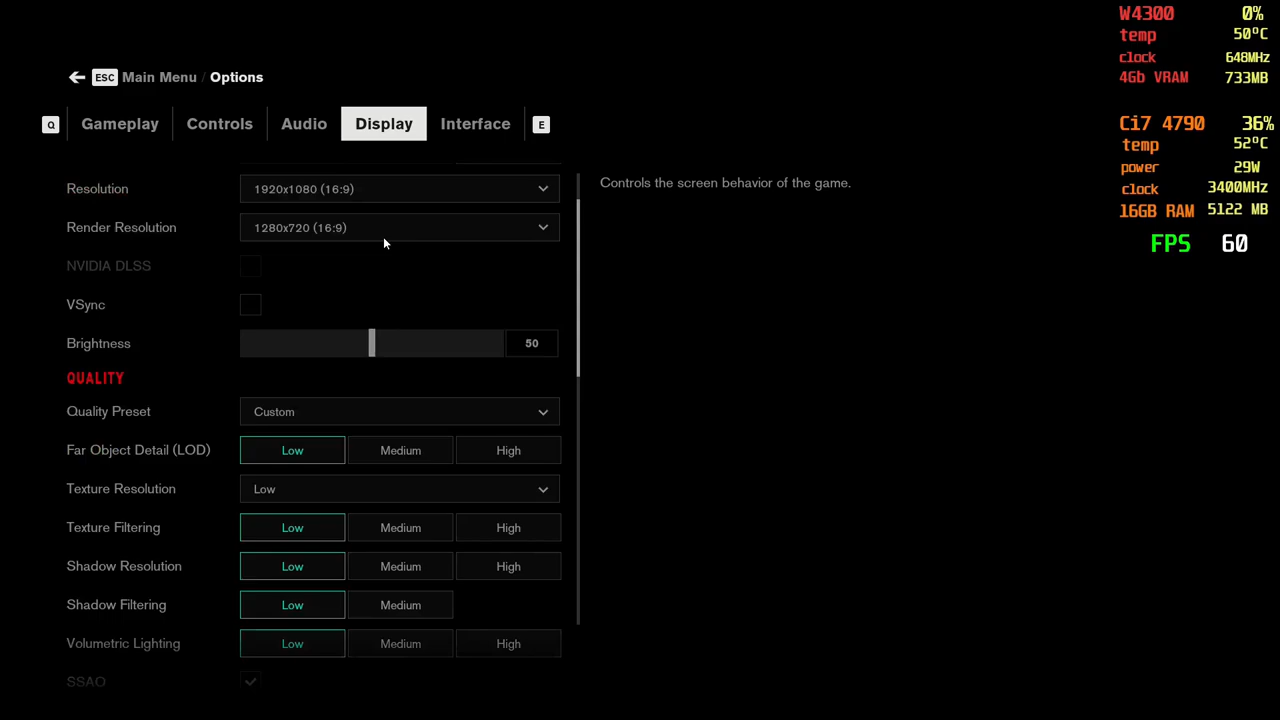 W4300 0%
temp 50°C
clock 648MHz
4Gb VRAM 733MB
ESC Main Menu / Options
Q Gameplay Controls Audio Display Interface E
Ci7 4790 36%
temp 52°C
power 29W
clock 3400MHz
16GB RAM 5122 MB
FPS 60
Resolution 1920x1080 (16:9)
Controls the screen behavior of the game.
Render Resolution 1280x720 (16:9)
NVIDIA DLSS
VSync
Brightness 50
QUALITY
Quality Preset Custom
Far Object Detail (LOD) Low Medium High
Texture Resolution Low
Texture Filtering Low Medium High
Shadow Resolution Low Medium High
Shadow Filtering Low Medium
Volumetric Lighting Low Medium High
SSAO